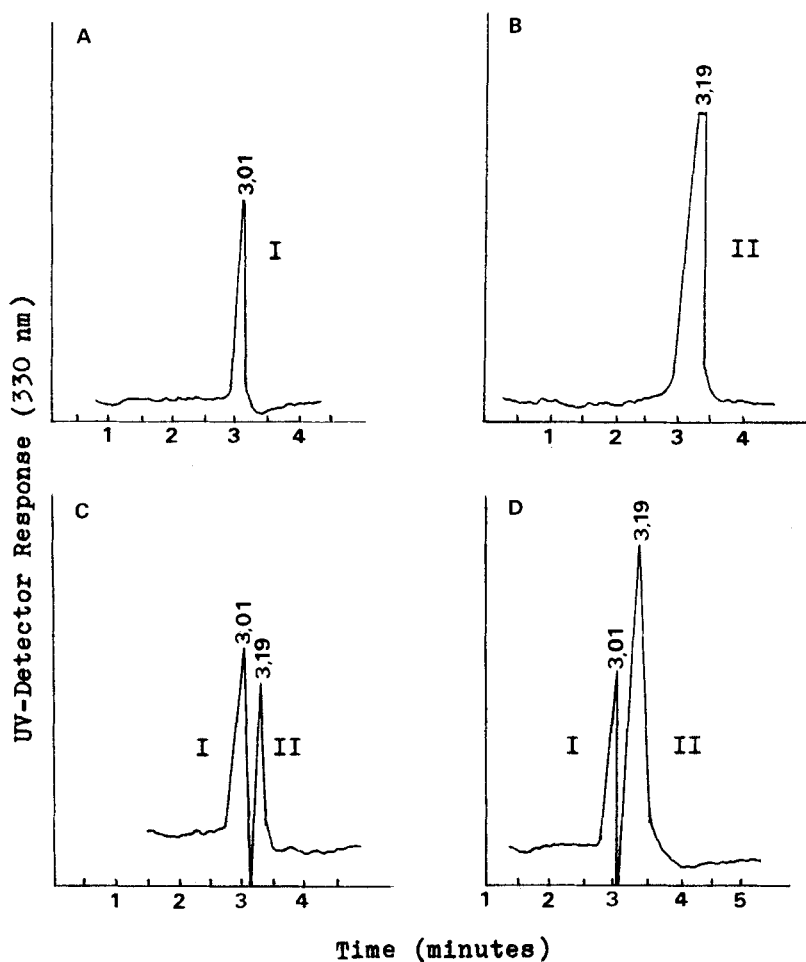 A
3,01
I
1 2 3 4
B
3,19
II
1 2 3 4
C
3,01
3,19
I
II
1 2 3 4
D
3,01
3,19
I
II
1 2 3 4 5
UV-Detector Response (330 nm)
Time (minutes)